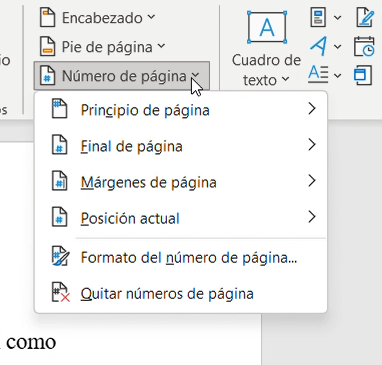 Encabezado
Pie de página
Número de página
Cuadro de
texto
Principio de página
Final de página
Márgenes de página
Posición actual
Formato del número de página...
Quitar números de página
como